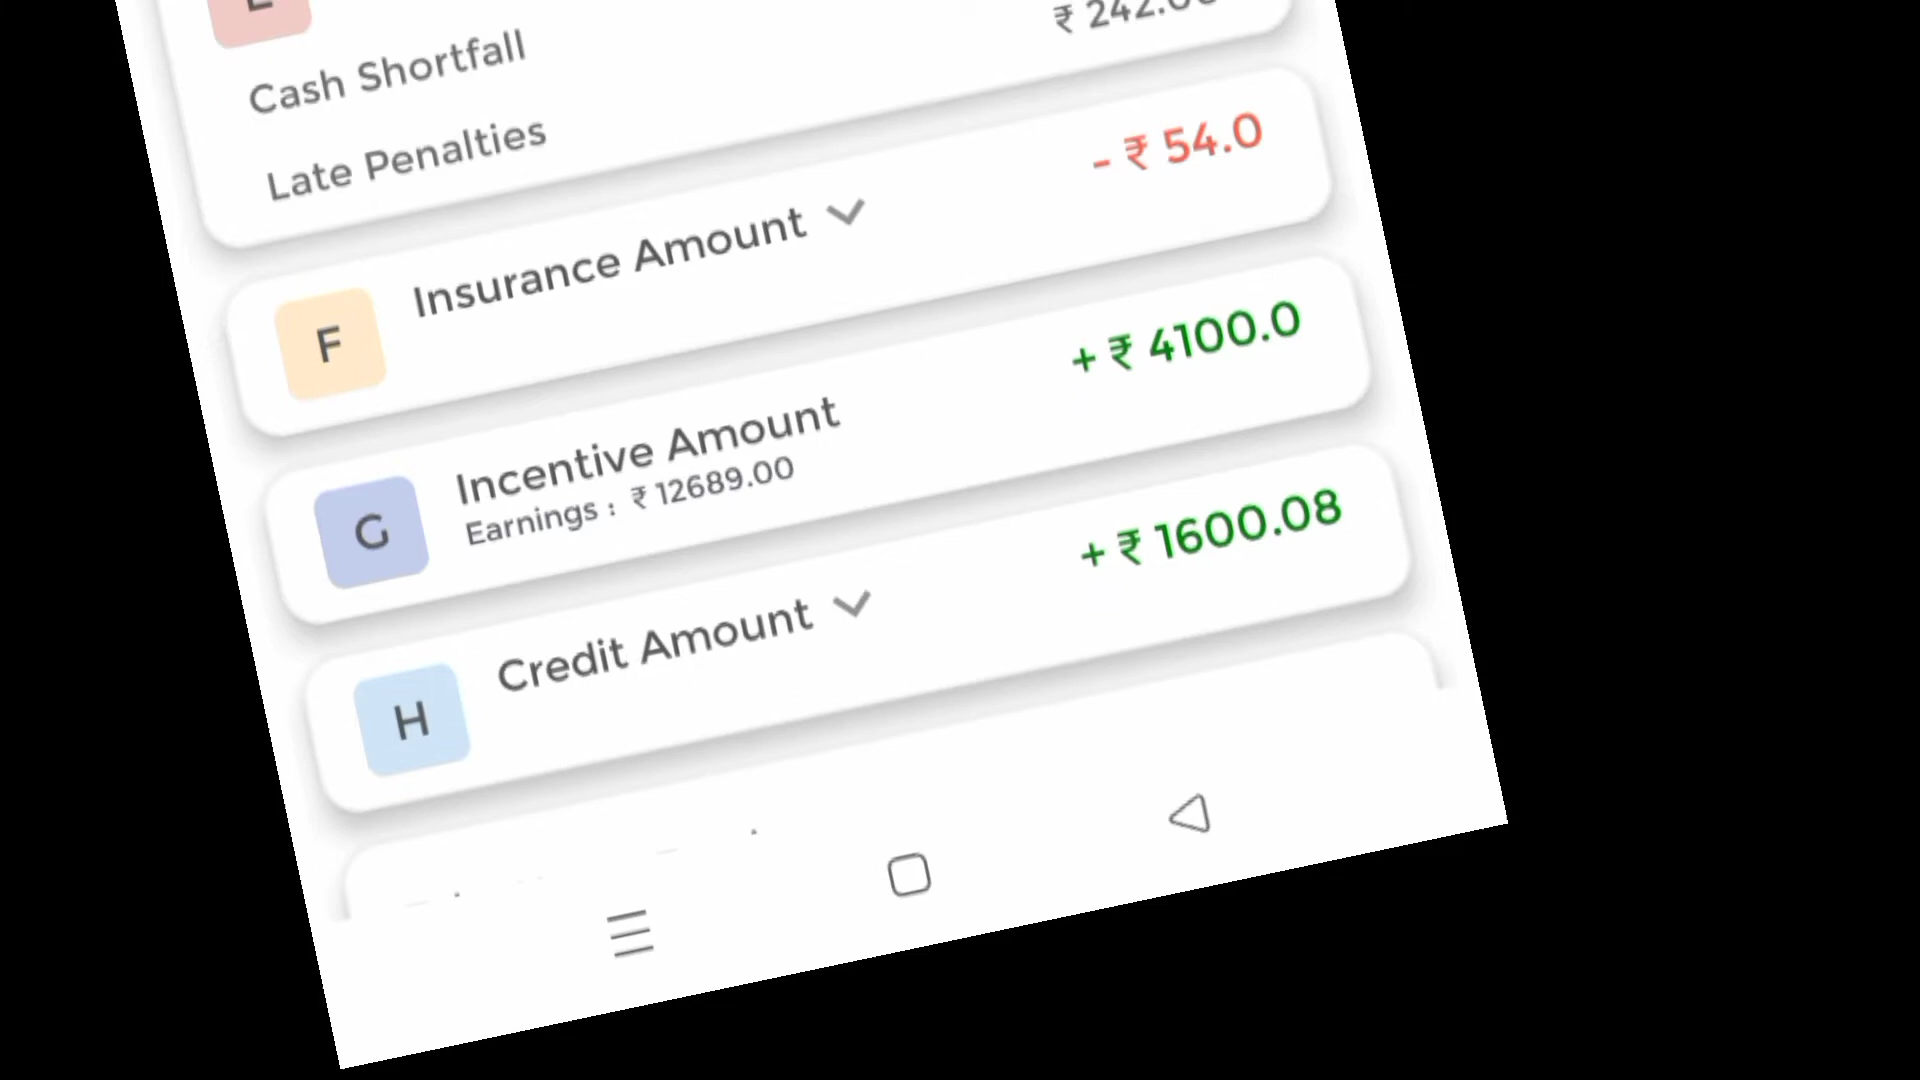 Cash Shortfall
Late Penalties
F Insurance Amount - ₹ 54.0
G Incentive Amount + ₹ 4100.0
Earnings : ₹ 12689.00
H Credit Amount + ₹ 1600.08